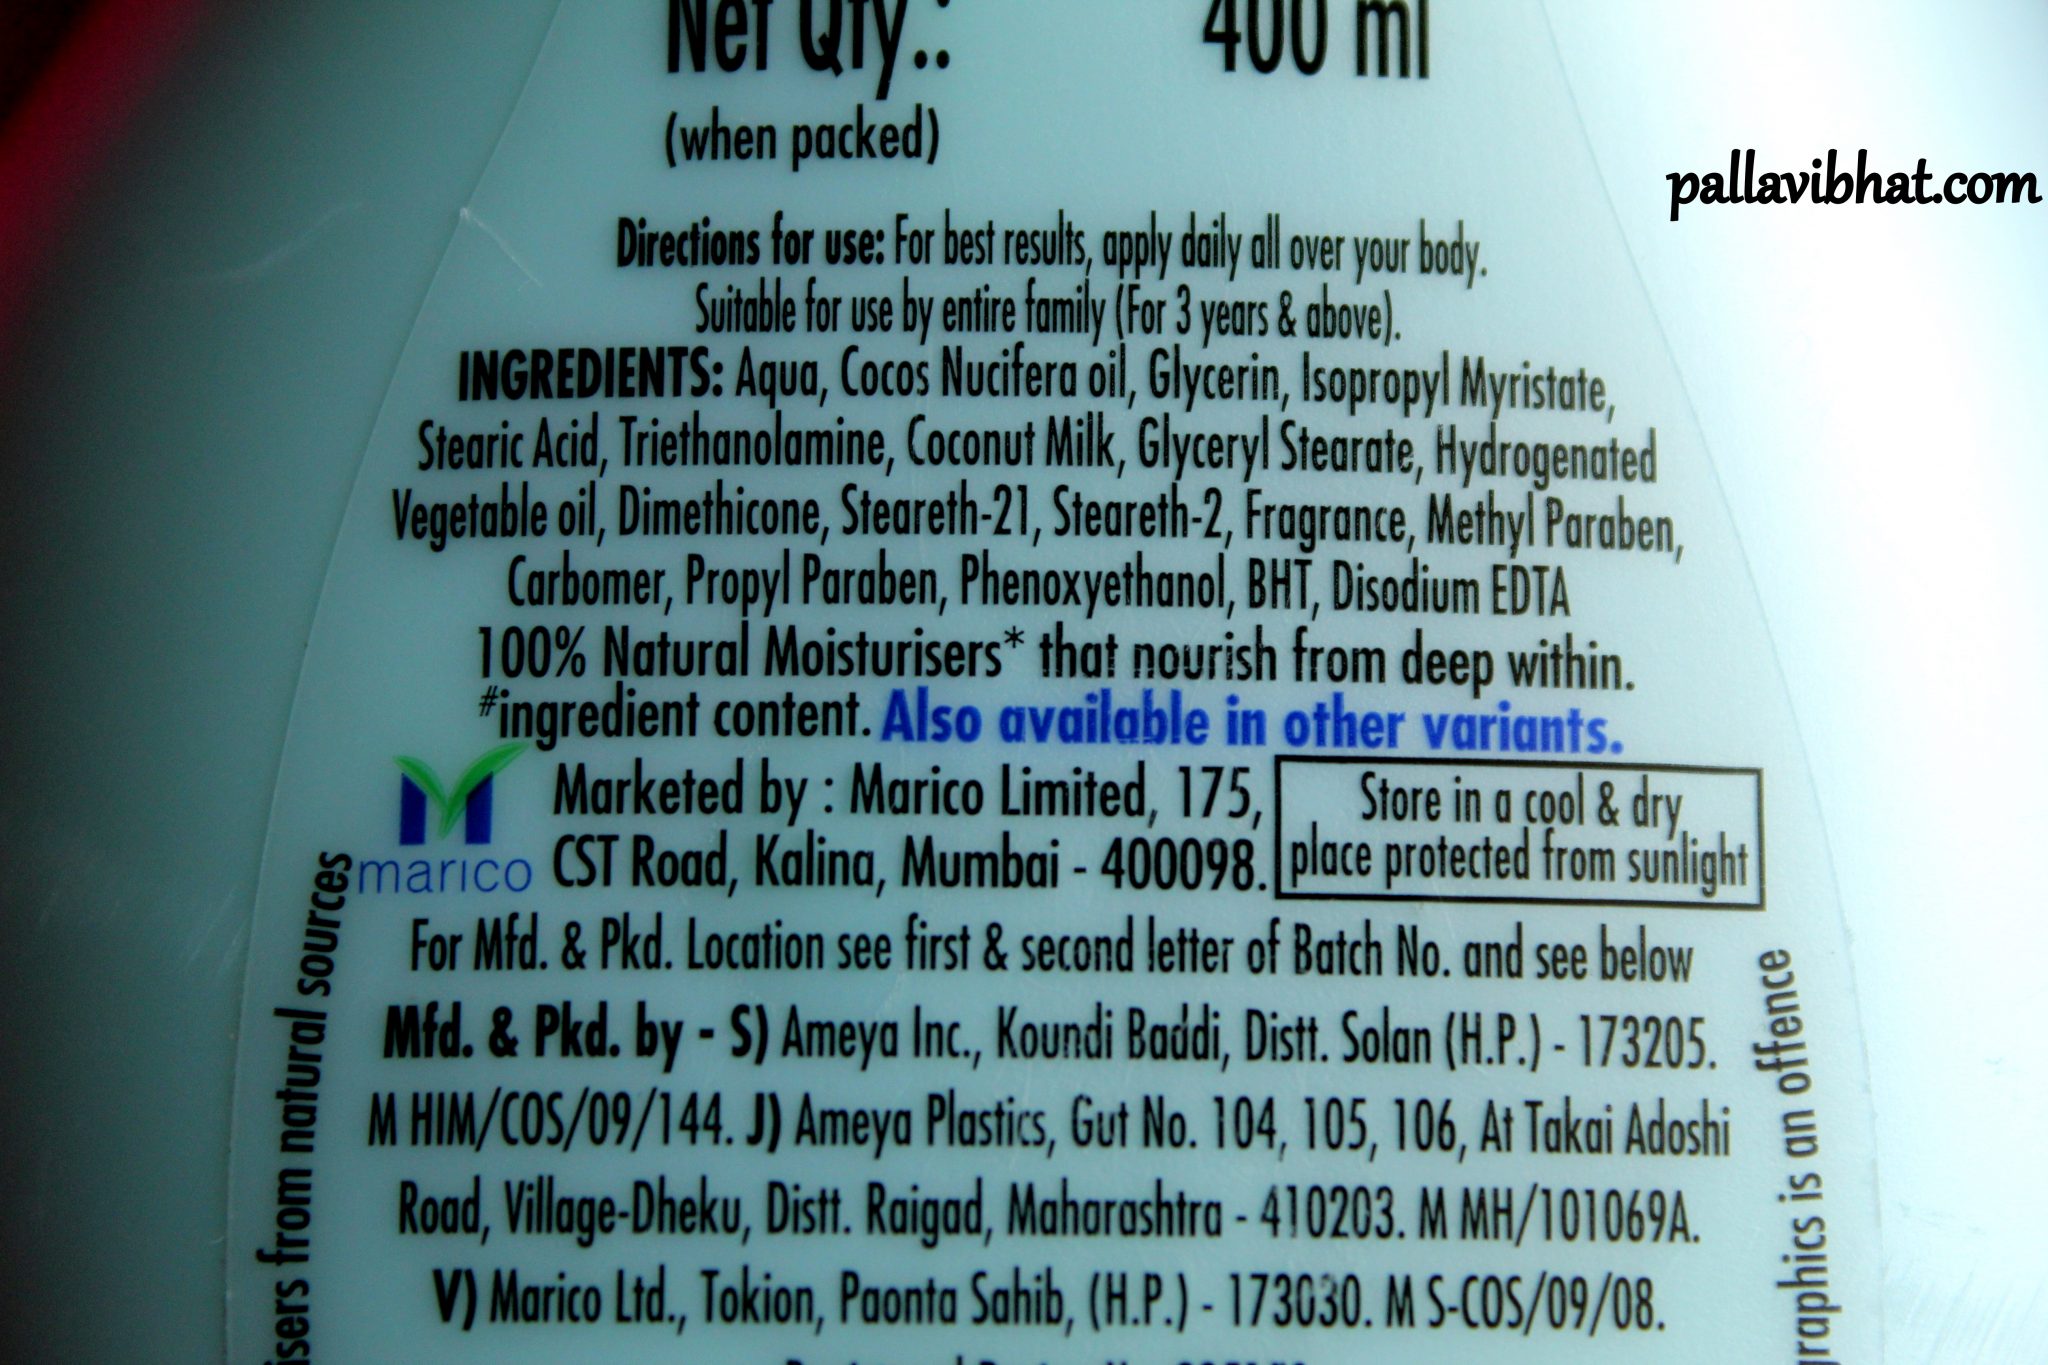 Net Qty.: 400 ml
(when packed)
pallavibhat.com
Directions for use: For best results, apply daily all over your body.
Suitable for use by entire family (For 3 years & above).
INGREDIENTS: Aqua, Cocos Nucifera oil, Glycerin, Isopropyl Myristate,
Stearic Acid, Triethanolamine, Coconut Milk, Glyceryl Stearate, Hydrogenated
Vegetable oil, Dimethicone, Steareth-21, Steareth-2, Fragrance, Methyl Paraben,
Carbomer, Propyl Paraben, Phenoxyethanol, BHT, Disodium EDTA
100% Natural Moisturisers* that nourish from deep within.
#ingredient content. Also available in other variants.
marico
Marketed by : Marico Limited, 175,
CST Road, Kalina, Mumbai - 400098.
Store in a cool & dry
place protected from sunlight
For Mfd. & Pkd. Location see first & second letter of Batch No. and see below
Mfd. & Pkd. by - S) Ameya Inc., Koundi Baddi, Distt. Solan (H.P.) - 173205.
M HIM/COS/09/144. J) Ameya Plastics, Gut No. 104, 105, 106, At Takai Adoshi
Road, Village-Dheku, Distt. Raigad, Maharashtra - 410203. M MH/101069A.
V) Marico Ltd., Tokion, Paonta Sahib, (H.P.) - 173030. M S-COS/09/08.
from natural sources
is an offence